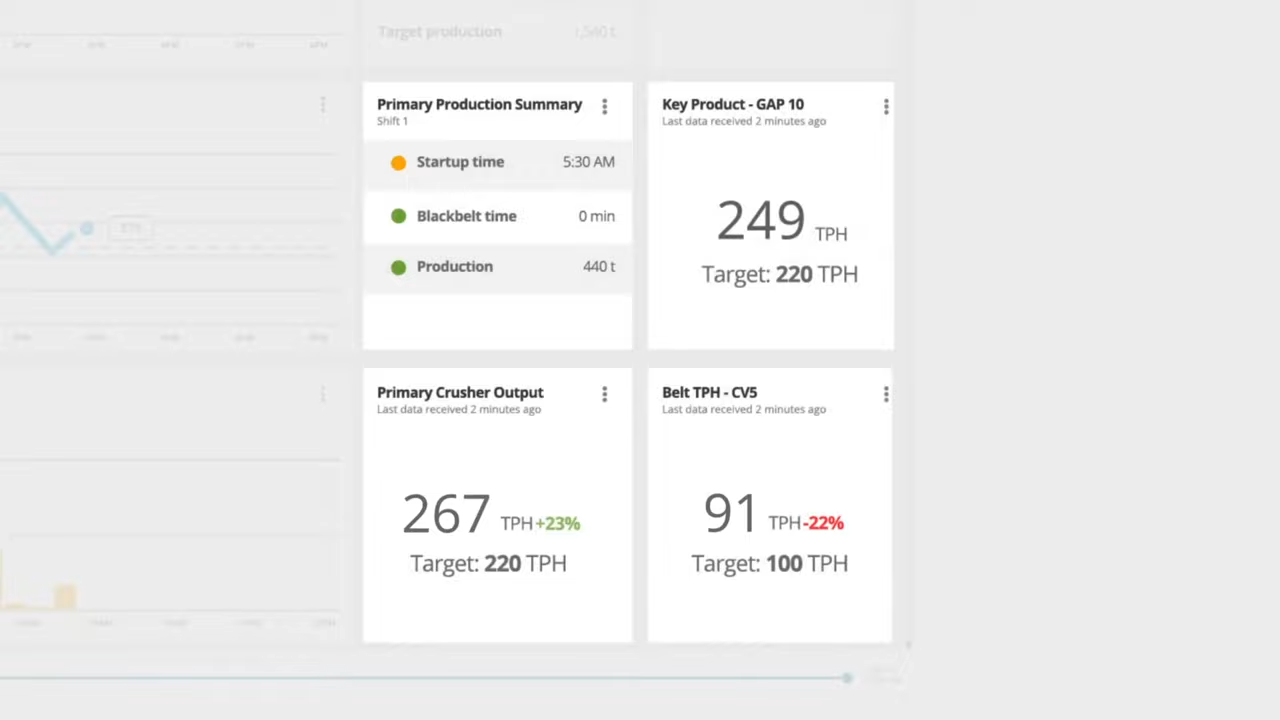 Target production 1,540 t
Primary Production Summary
Shift 1
Startup time 5:30 AM
Blackbelt time 0 min
Production 440 t
Key Product - GAP 10
Last data received 2 minutes ago
249 TPH
Target: 220 TPH
Primary Crusher Output
Last data received 2 minutes ago
267 TPH +23%
Target: 220 TPH
Belt TPH - CV5
Last data received 2 minutes ago
91 TPH -22%
Target: 100 TPH